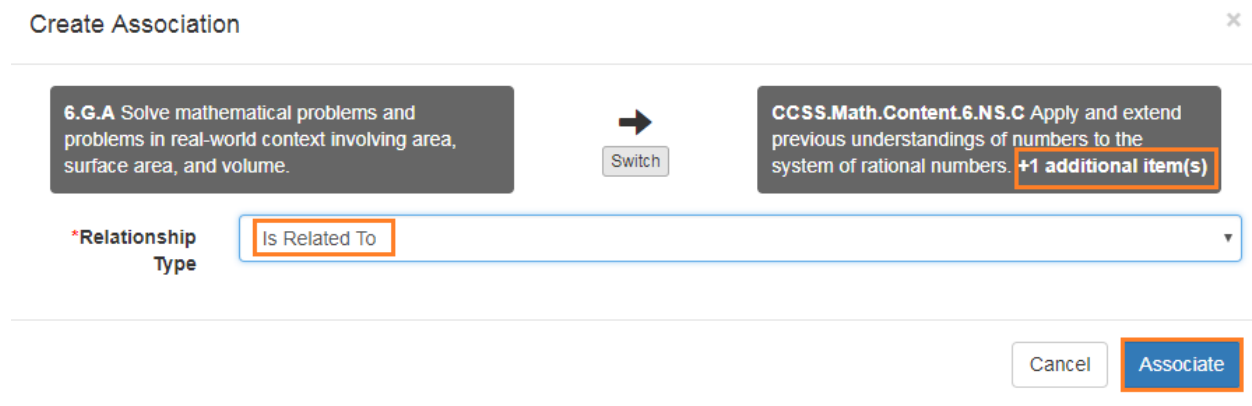 Create Association
×
6.G.A Solve mathematical problems and
problems in real-world context involving area,
surface area, and volume.
Switch
CCSS.Math.Content.6.NS.C Apply and extend
previous understandings of numbers to the
system of rational numbers. +1 additional item(s)
*Relationship
Type
Is Related To
Cancel
Associate